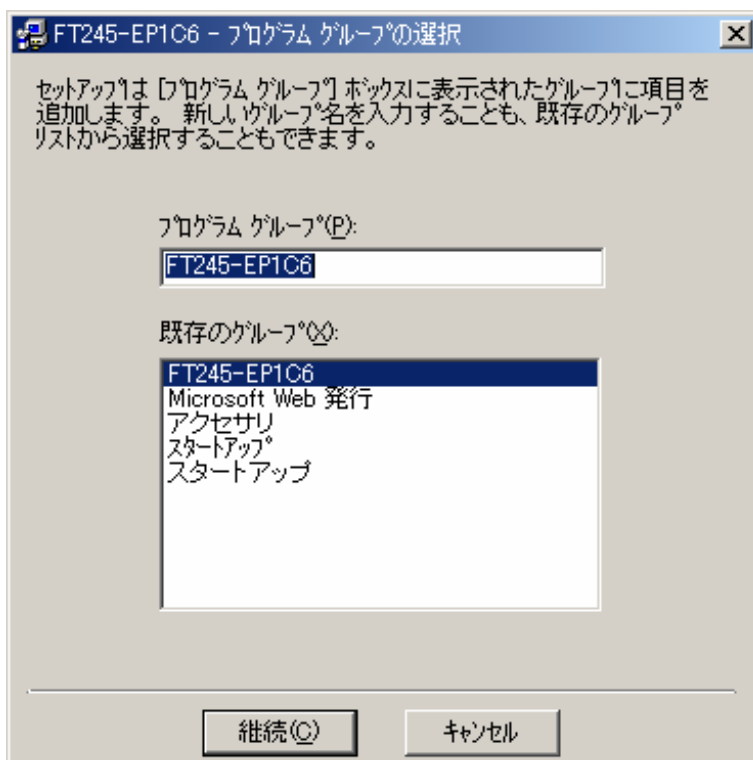 FT245-EP1C6 - ﾌﾟﾛｸﾞﾗﾑ ｸﾞﾙｰﾌﾟの選択
ｾｯﾄｱｯﾌﾟは [ﾌﾟﾛｸﾞﾗﾑ ｸﾞﾙｰﾌﾟ] ﾎﾞｯｸｽに表示されたｸﾞﾙｰﾌﾟに項目を
追加します。 新しいｸﾞﾙｰﾌﾟ名を入力することも、既存のｸﾞﾙｰﾌﾟ
ﾘｽﾄから選択することもできます。
ﾌﾟﾛｸﾞﾗﾑ ｸﾞﾙｰﾌﾟ(P):
FT245-EP1C6
既存のｸﾞﾙｰﾌﾟ(X):
FT245-EP1C6
Microsoft Web 発行
アクセサリ
ｽﾀｰﾄｱｯﾌﾟ
スタートアップ
継続(C)
ｷｬﾝｾﾙ